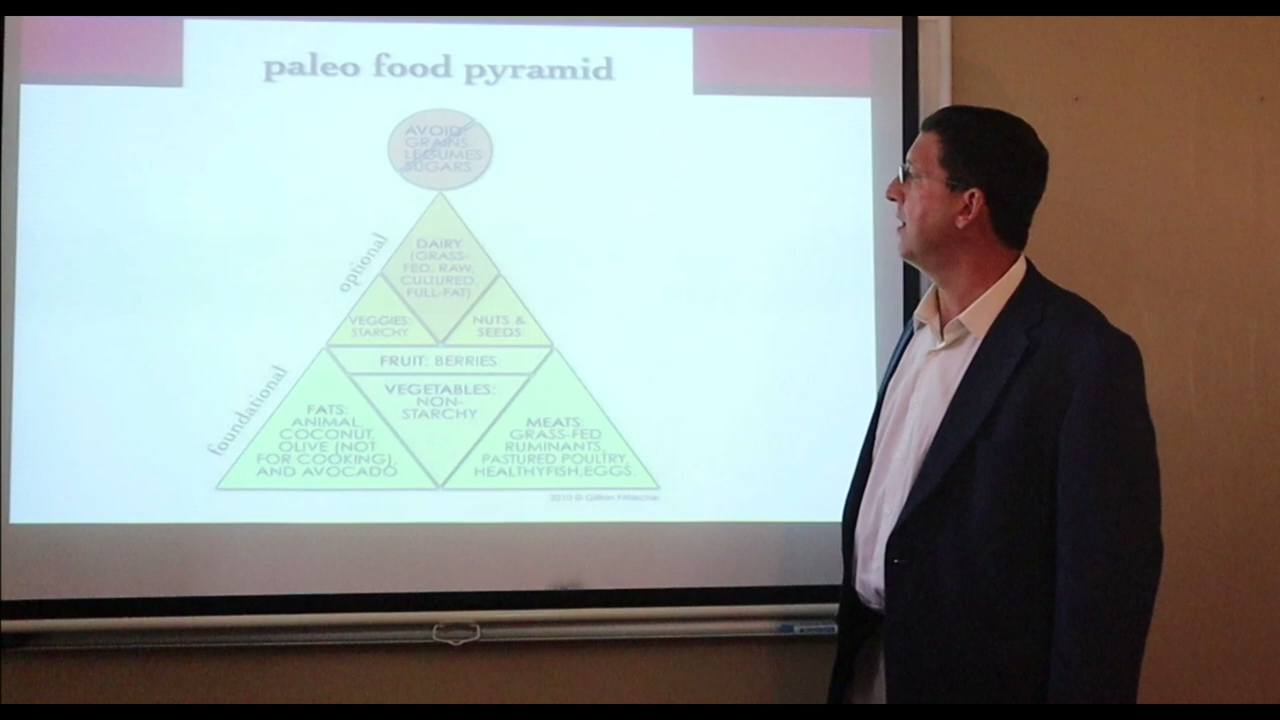 paleo food pyramid
AVOID:
GRAINS
LEGUMES
SUGARS
optional
DAIRY
(GRASS-
FED, RAW,
CULTURED,
FULL-FAT)
VEGGIES:
STARCHY
NUTS &
SEEDS
FRUIT: BERRIES
foundational
VEGETABLES:
NON-
STARCHY
FATS:
ANIMAL,
COCONUT,
OLIVE (NOT
FOR COOKING),
AND AVOCADO
MEATS:
GRASS-FED
RUMINANTS,
PASTURED POULTRY,
HEALTHYFISH,EGGS.
2010 ©